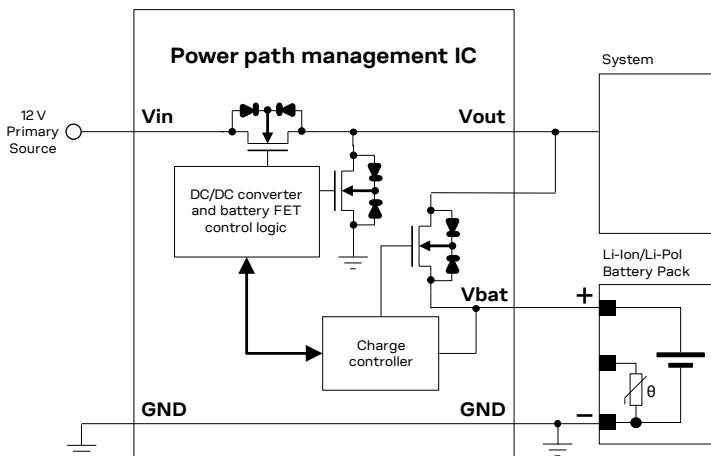 Power path management IC
System
12 V
Primary
Source
Vin
Vout
DC/DC converter
and battery FET
control logic
Li-Ion/Li-Pol
Battery Pack
Vbat
+
Charge
controller
θ
GND
GND
−